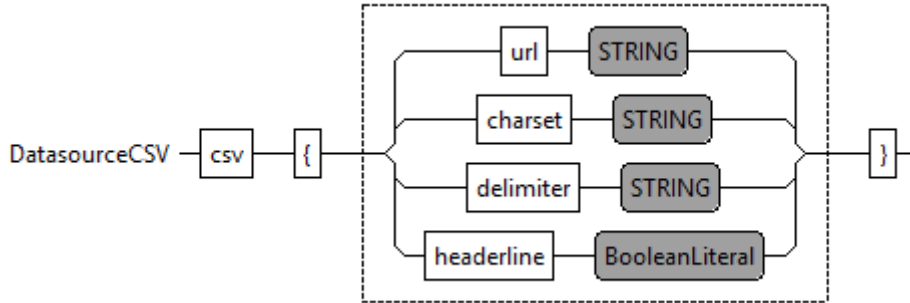 url STRING
charset STRING
DatasourceCSV csv { }
delimiter STRING
headerline BooleanLiteral